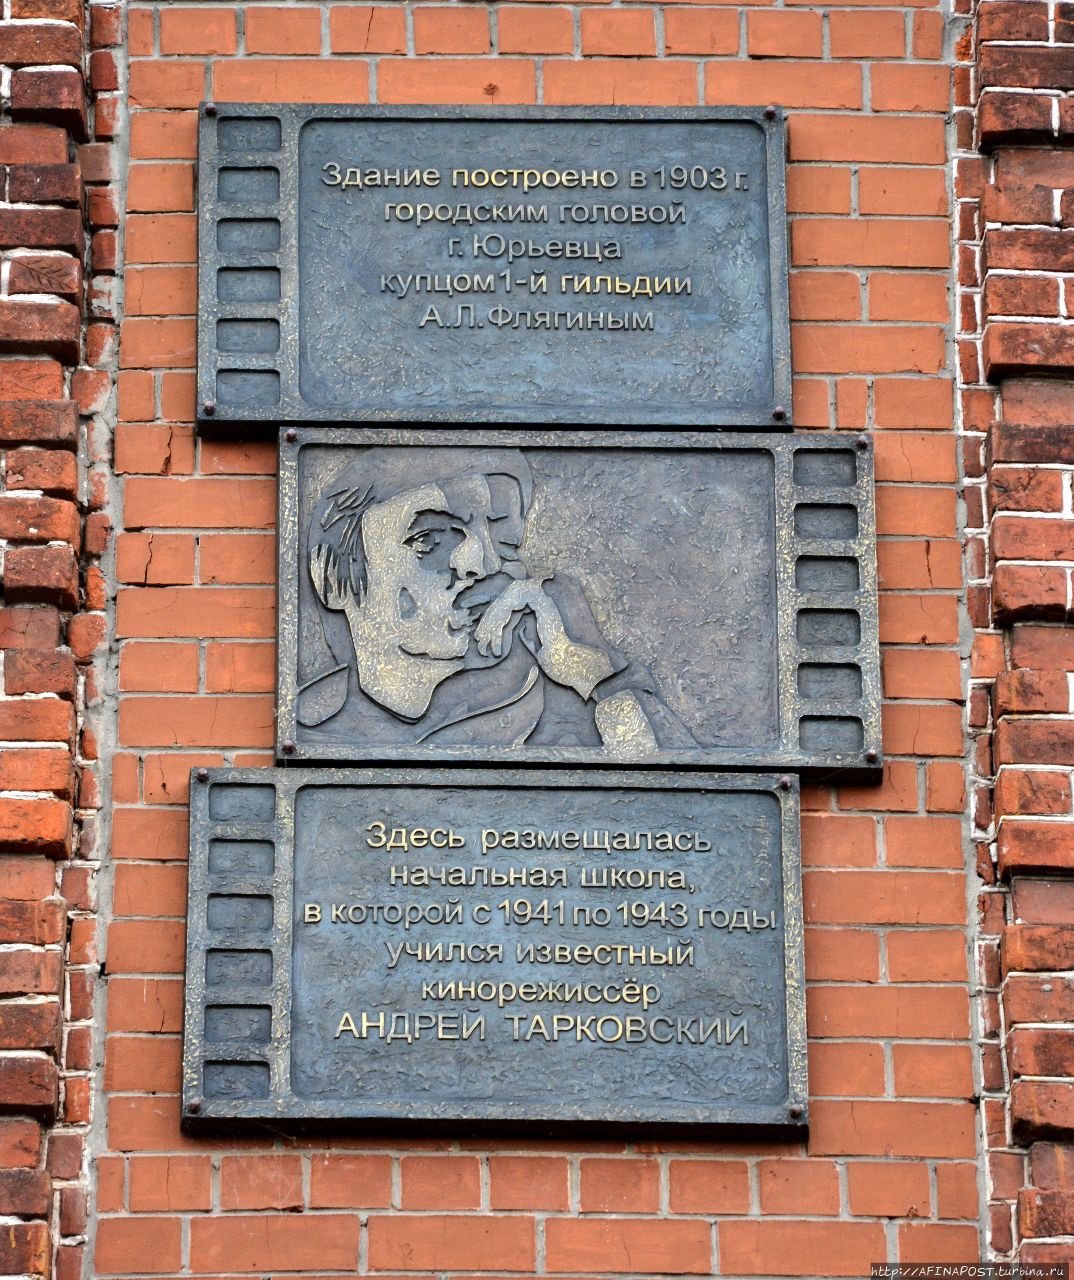 Здание построено в 1903 г.
городским головой
г. Юрьевца
купцом 1-й гильдии
А.Л.Флягиным
Здесь размещалась
начальная школа,
в которой с 1941 по 1943 годы
учился известный
кинорежиссёр
АНДРЕЙ ТАРКОВСКИЙ
http://AFINAPOST.turbina.ru